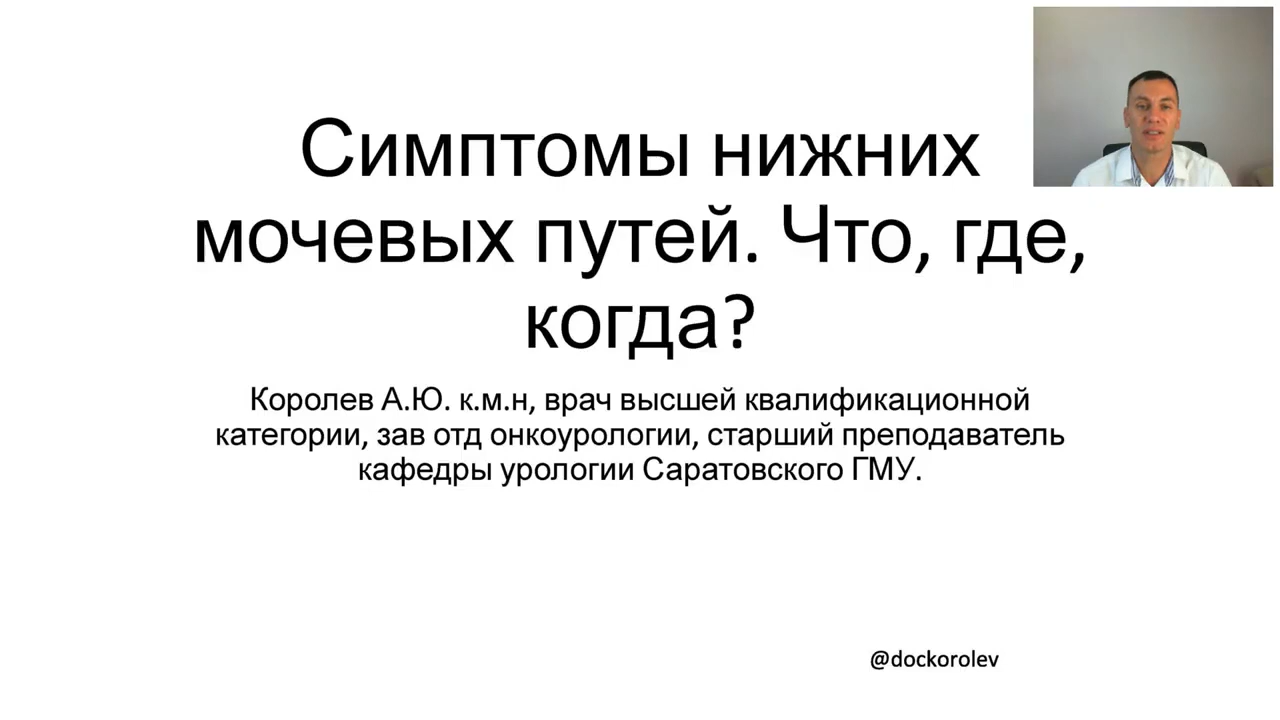 Симптомы нижних
мочевых путей. Что, где,
когда?
Королев А.Ю. к.м.н, врач высшей квалификационной
категории, зав отд онкоурологии, старший преподаватель
кафедры урологии Саратовского ГМУ.
@dockorolev